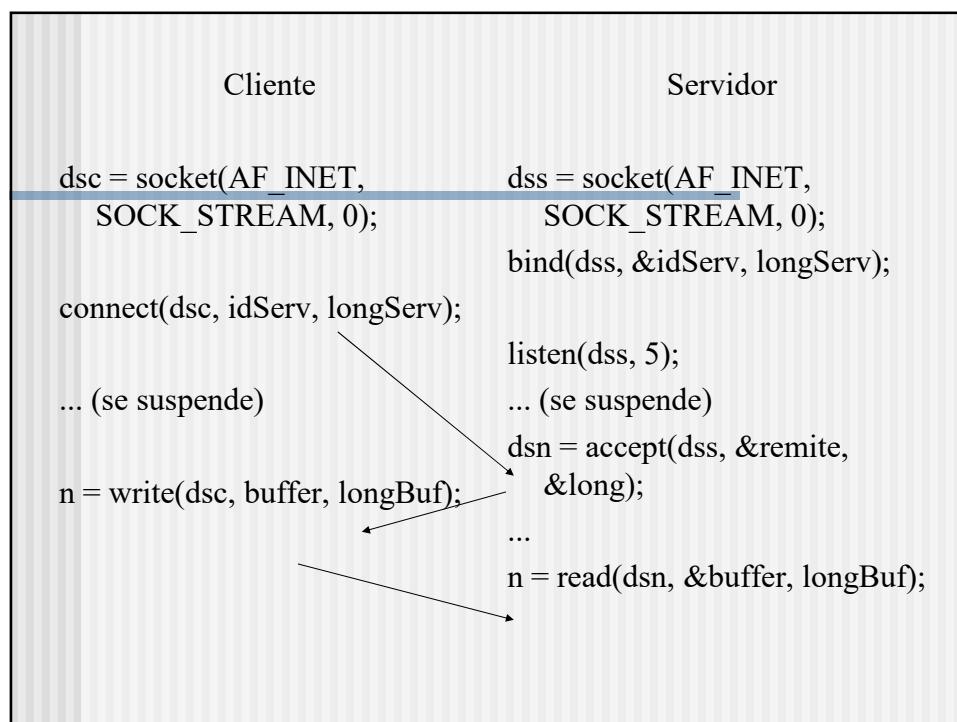 Cliente
dsc = socket(AF_INET,
SOCK_STREAM, 0);
connect(dsc, idServ, longServ);
... (se suspende)
n = write(dsc, buffer, longBuf);
Servidor
dss = socket(AF_INET,
SOCK_STREAM, 0);
bind(dss, &idServ, longServ);
listen(dss, 5);
... (se suspende)
dsn = accept(dss, &remite,
&long);
...
n = read(dsn, &buffer, longBuf);